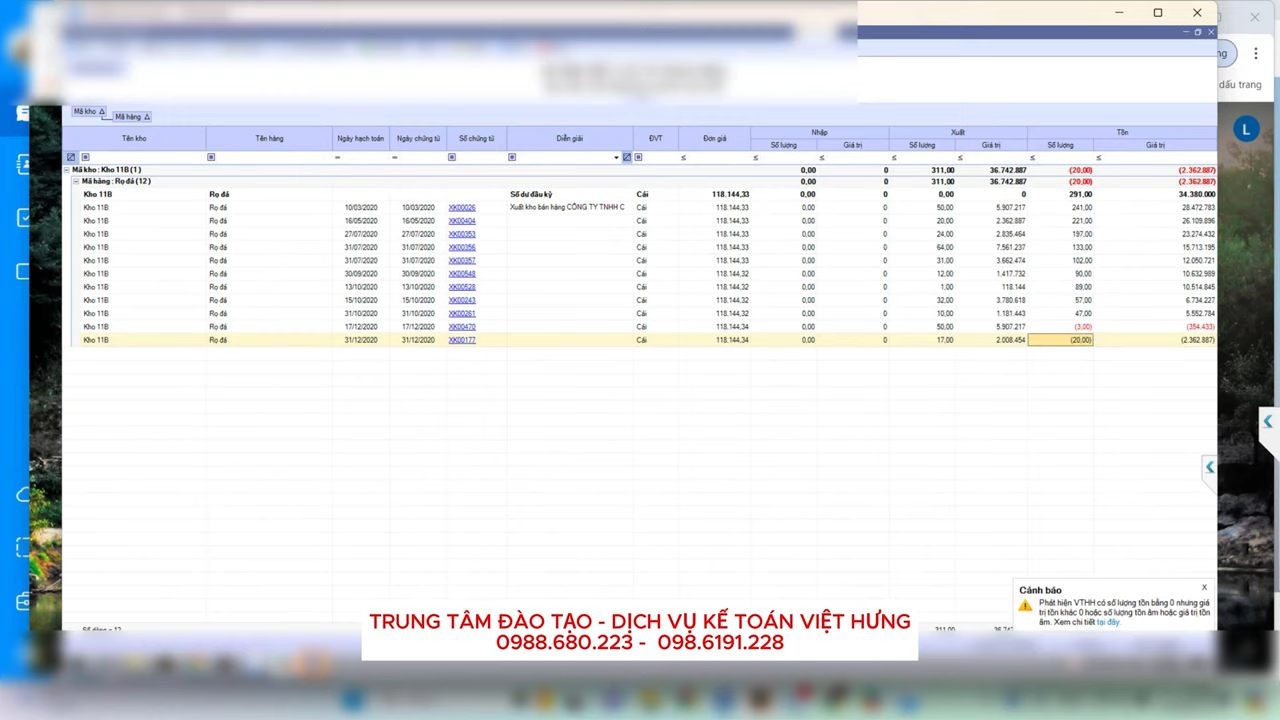 ng
dấu trang
L
Mã kho △
Mã hàng △
Tên kho Tên hàng Ngày hạch toán Ngày chứng từ Số chứng từ Diễn giải ĐVT Đơn giá Nhập Xuất Tồn
Số lượng Giá trị Số lượng Giá trị Số lượng Giá trị
= = ≤ ≤ ≤ ≤ ≤ ≤ ≤
Mã kho : Kho 11B (1) 0,00 0 311,00 36.742.887 (20,00) (2.362.887)
Mã hàng : Rọ đá (12) 0,00 0 311,00 36.742.887 (20,00) (2.362.887)
Kho 11B Rọ đá Số dư đầu kỳ Cái 118.144,33 0,00 0 0,00 0 291,00 34.380.000
Kho 11B Rọ đá 10/03/2020 10/03/2020 XK00026 Xuất kho bán hàng CÔNG TY TNHH C Cái 118.144,33 0,00 0 50,00 5.907.217 241,00 28.472.783
Kho 11B Rọ đá 16/05/2020 16/05/2020 XK00404 Cái 118.144,33 0,00 0 20,00 2.362.887 221,00 26.109.896
Kho 11B Rọ đá 27/07/2020 27/07/2020 XK00353 Cái 118.144,33 0,00 0 24,00 2.835.464 197,00 23.274.432
Kho 11B Rọ đá 31/07/2020 31/07/2020 XK00356 Cái 118.144,33 0,00 0 64,00 7.561.237 133,00 15.713.195
Kho 11B Rọ đá 31/07/2020 31/07/2020 XK00357 Cái 118.144,33 0,00 0 31,00 3.662.474 102,00 12.050.721
Kho 11B Rọ đá 30/09/2020 30/09/2020 XK00548 Cái 118.144,32 0,00 0 12,00 1.417.732 90,00 10.632.989
Kho 11B Rọ đá 13/10/2020 13/10/2020 XK00528 Cái 118.144,32 0,00 0 1,00 118.144 89,00 10.514.845
Kho 11B Rọ đá 15/10/2020 15/10/2020 XK00243 Cái 118.144,32 0,00 0 32,00 3.780.618 57,00 6.734.227
Kho 11B Rọ đá 31/10/2020 31/10/2020 XK00261 Cái 118.144,32 0,00 0 10,00 1.181.443 47,00 5.552.784
Kho 11B Rọ đá 17/12/2020 17/12/2020 XK00470 Cái 118.144,34 0,00 0 50,00 5.907.217 (3,00) (354.433)
Kho 11B Rọ đá 31/12/2020 31/12/2020 XK00177 Cái 118.144,34 0,00 0 17,00 2.008.454 (20,00) (2.362.887)
Cảnh báo x
Phát hiện VTHH có số lượng tồn bằng 0 nhưng giá
trị tồn khác 0 hoặc số lượng tồn âm hoặc giá trị tồn
âm. Xem chi tiết tại đây.
TRUNG TÂM ĐÀO TẠO - DỊCH VỤ KẾ TOÁN VIỆT HƯNG
0988.680.223 - 098.6191.228